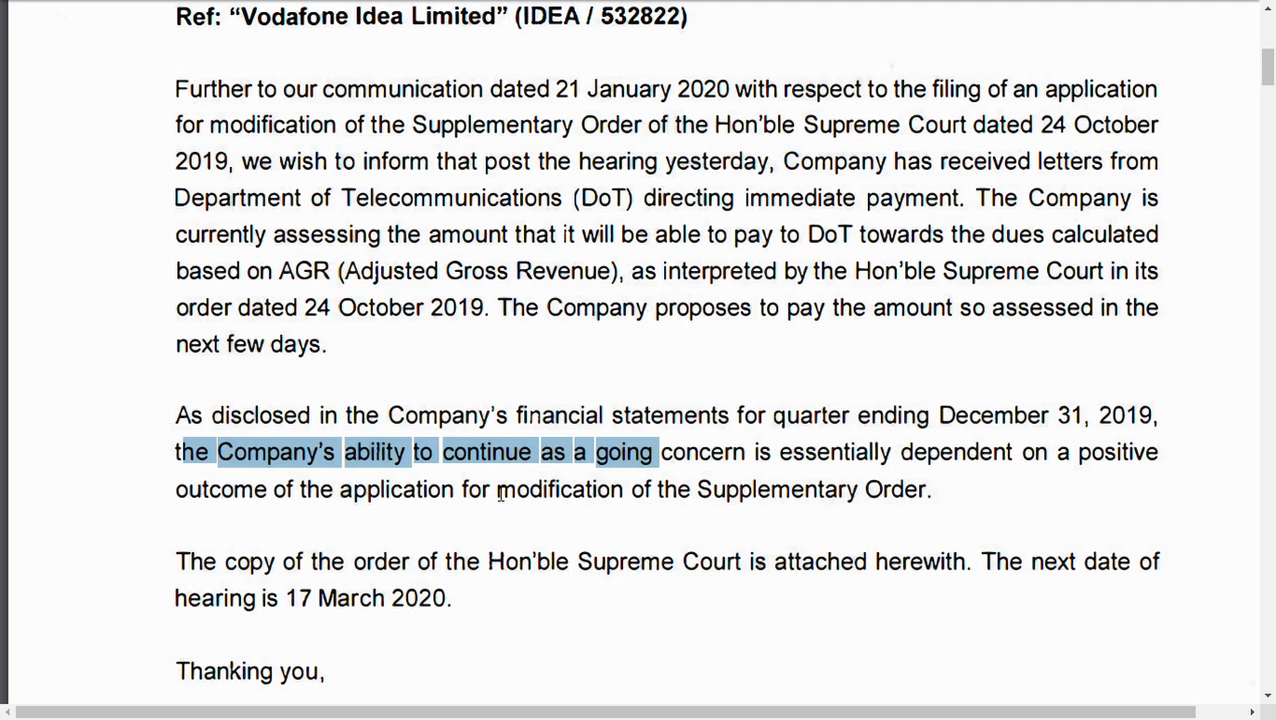 Ref: “Vodafone Idea Limited” (IDEA / 532822)
Further to our communication dated 21 January 2020 with respect to the filing of an application
for modification of the Supplementary Order of the Hon’ble Supreme Court dated 24 October
2019, we wish to inform that post the hearing yesterday, Company has received letters from
Department of Telecommunications (DoT) directing immediate payment. The Company is
currently assessing the amount that it will be able to pay to DoT towards the dues calculated
based on AGR (Adjusted Gross Revenue), as interpreted by the Hon’ble Supreme Court in its
order dated 24 October 2019. The Company proposes to pay the amount so assessed in the
next few days.
As disclosed in the Company’s financial statements for quarter ending December 31, 2019,
the Company’s ability to continue as a going concern is essentially dependent on a positive
outcome of the application for modification of the Supplementary Order.
The copy of the order of the Hon’ble Supreme Court is attached herewith. The next date of
hearing is 17 March 2020.
Thanking you,